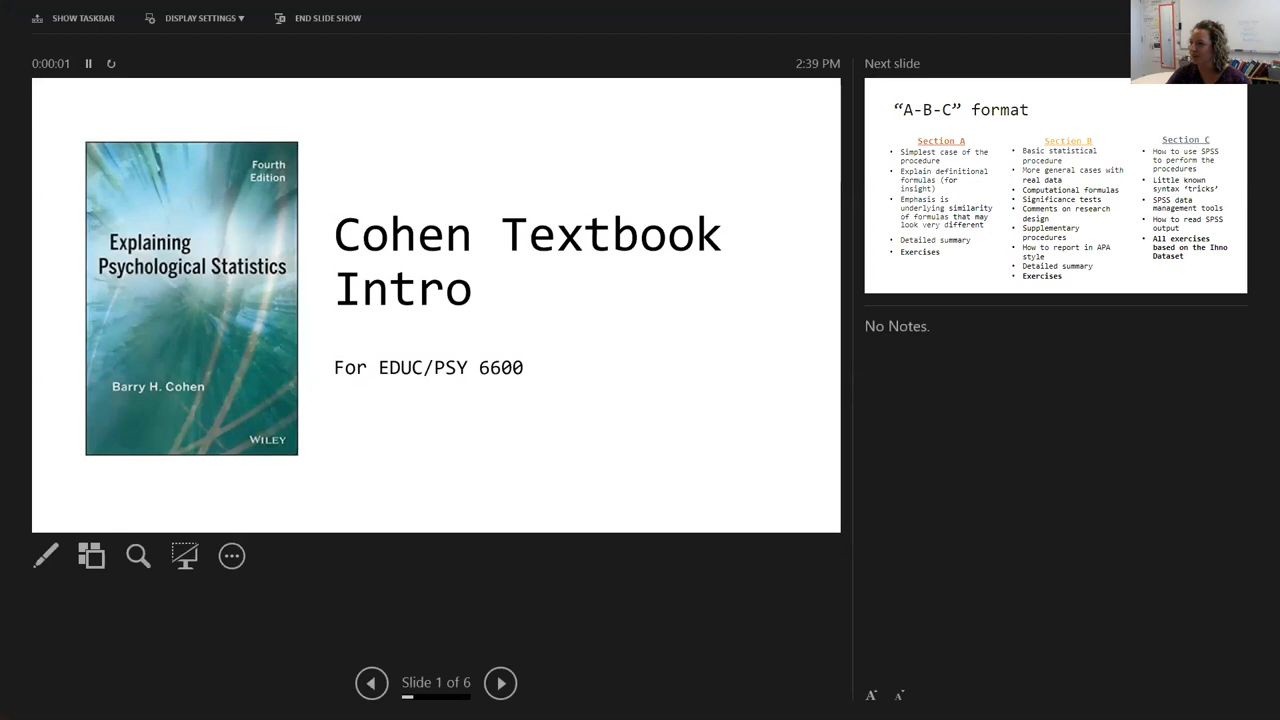 SHOW TASKBAR
DISPLAY SETTINGS ▼
END SLIDE SHOW
0:00:01
2:39 PM
Fourth
Edition
Explaining
Psychological Statistics
Barry H. Cohen
WILEY
Cohen Textbook
Intro
For EDUC/PSY 6600
Slide 1 of 6
Next slide
“A-B-C” format
Section A
• Simplest case of the
procedure
• Explain definitional
formulas (for
insight)
• Emphasis is
underlying similarity
of formulas that may
look very different
• Detailed summary
• Exercises
Section B
• Basic statistical
procedure
• More general cases with
real data
• Computational formulas
• Significance tests
• Comments on research
design
• Supplementary
procedures
• How to report in APA
style
• Detailed summary
• Exercises
Section C
• How to use SPSS
to perform the
procedures
• Little known
syntax ‘tricks’
• SPSS data
management tools
• How to read SPSS
output
• All exercises
based on the Ihno
Dataset
No Notes.
A A